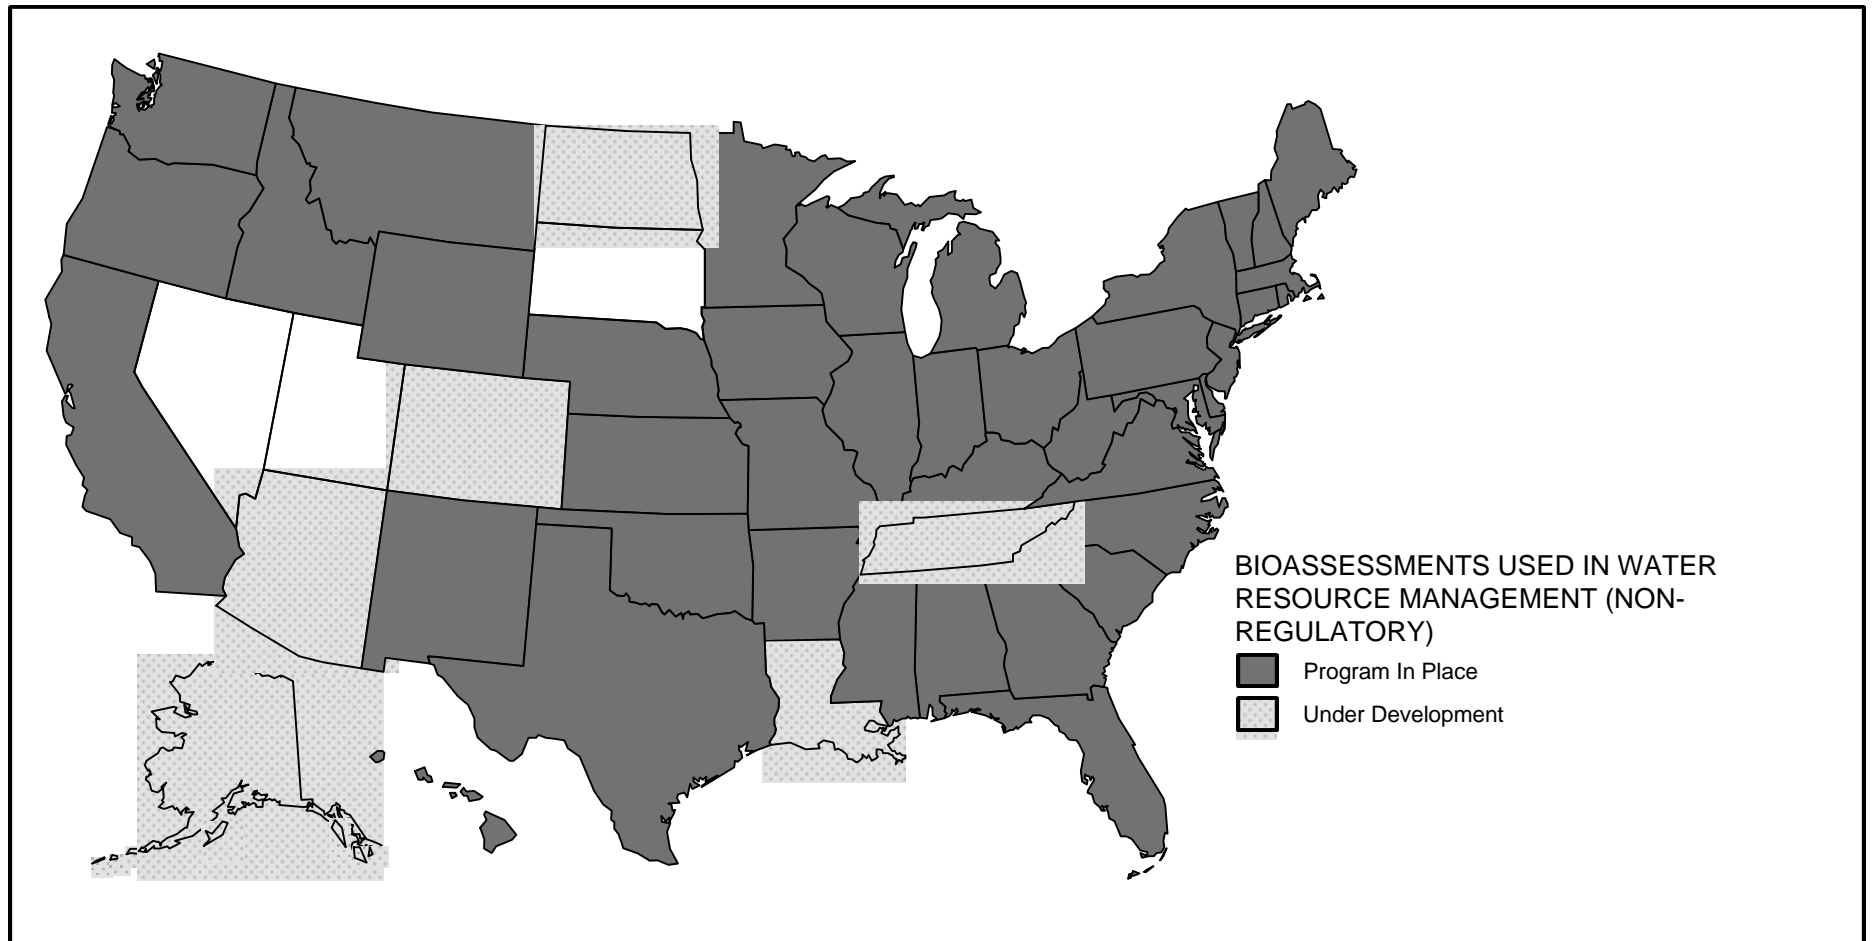 BIOASSESSMENTS USED IN WATER
RESOURCE MANAGEMENT (NON-
REGULATORY)
Program In Place
Under Development